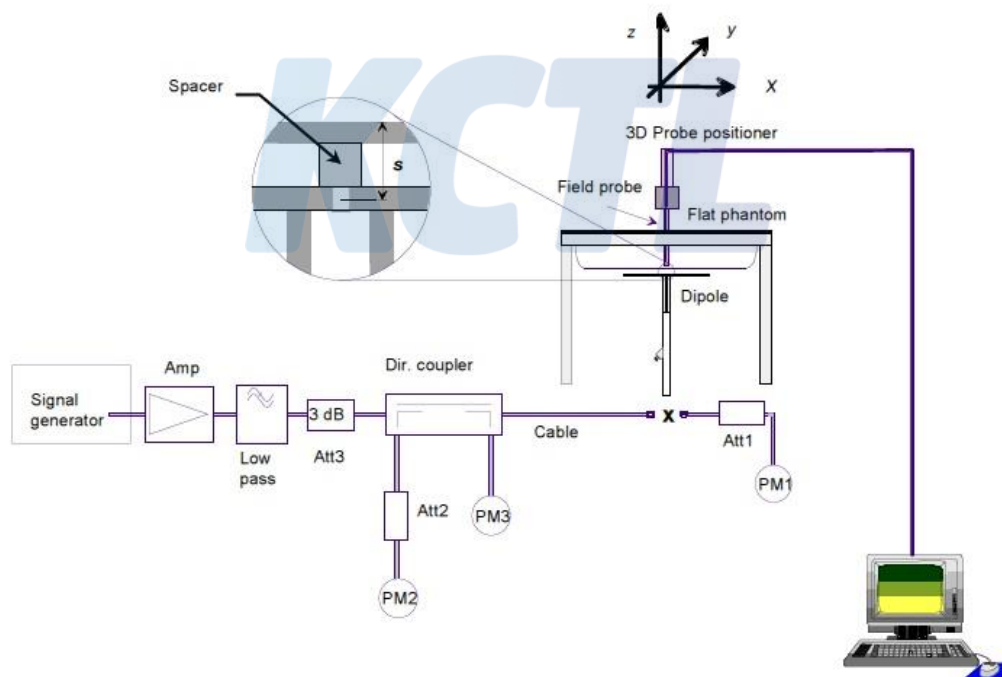 KCTL
z
y
X
Spacer
s
3D Probe positioner
Field probe
Flat phantom
Dipole
Dir. coupler
Amp
Signal
generator
3 dB
Att3
Low
pass
Cable
x
Att1
PM1
Att2
PM3
PM2